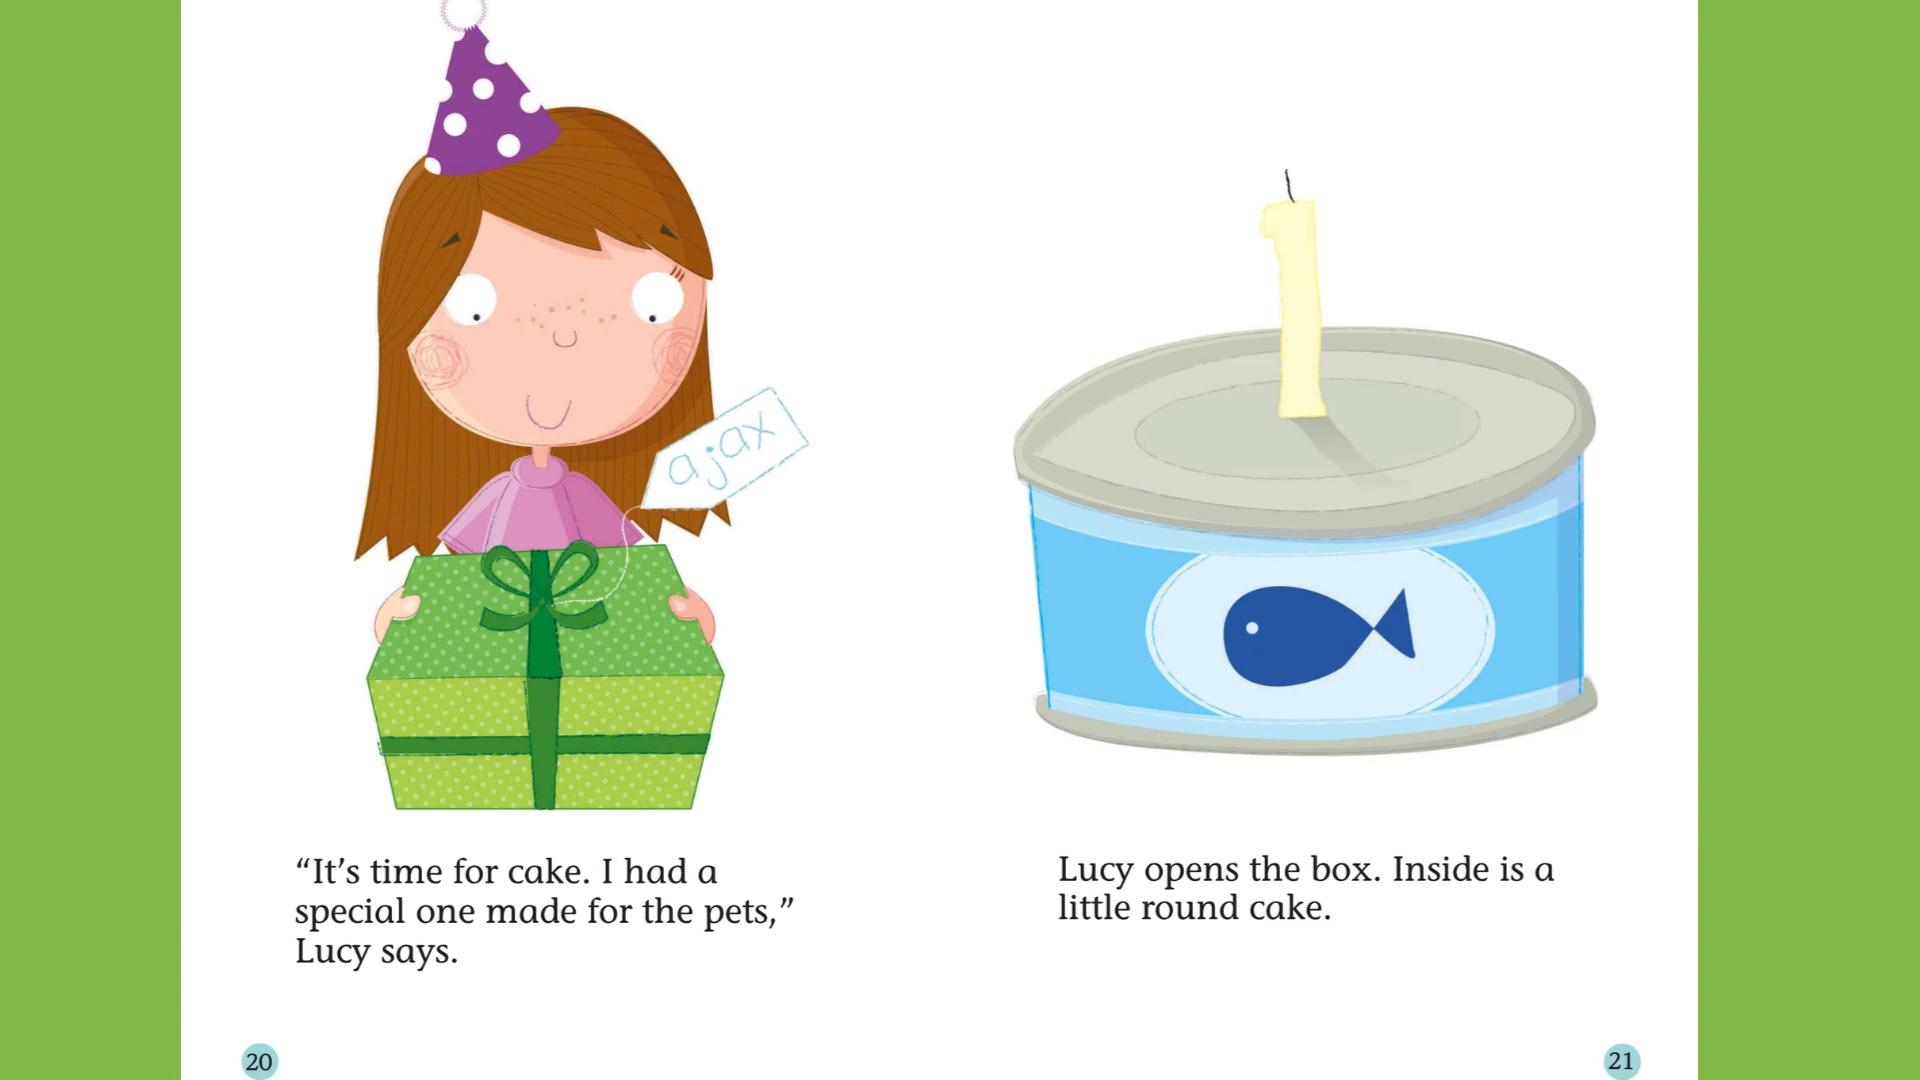 ajax
“It’s time for cake. I had a
special one made for the pets,”
Lucy says.
20
1
Lucy opens the box. Inside is a
little round cake.
21